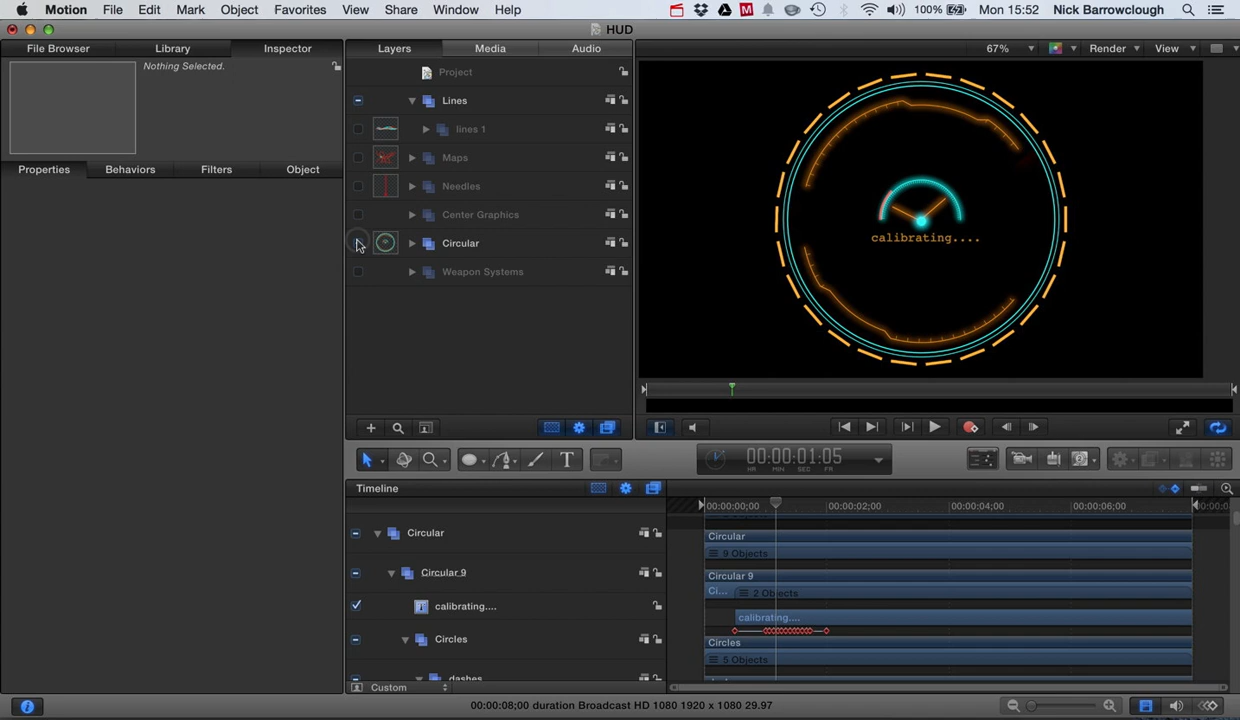 Motion File Edit Mark Object Favorites View Share Window Help 100% Mon 15:52 Nick Barrowclough
HUD
File Browser Library Inspector Layers Media Audio 67% Render View
Nothing Selected.
Project
Lines
lines 1
Maps
Properties Behaviors Filters Object
Needles
Center Graphics
calibrating....
Circular
Weapon Systems
00:00:01:05
HR MIN SEC FR
Timeline
00:00:00;00 00:00:02;00 00:00:04;00 00:00:06;00
Circular
Circular
9 Objects
Circular 9
Circular 9
Ci... 2 Objects
calibrating....
calibrating....
Circles
Circles
5 Objects
dashes
Custom
00:00:08;00 duration Broadcast HD 1080 1920 x 1080 29.97